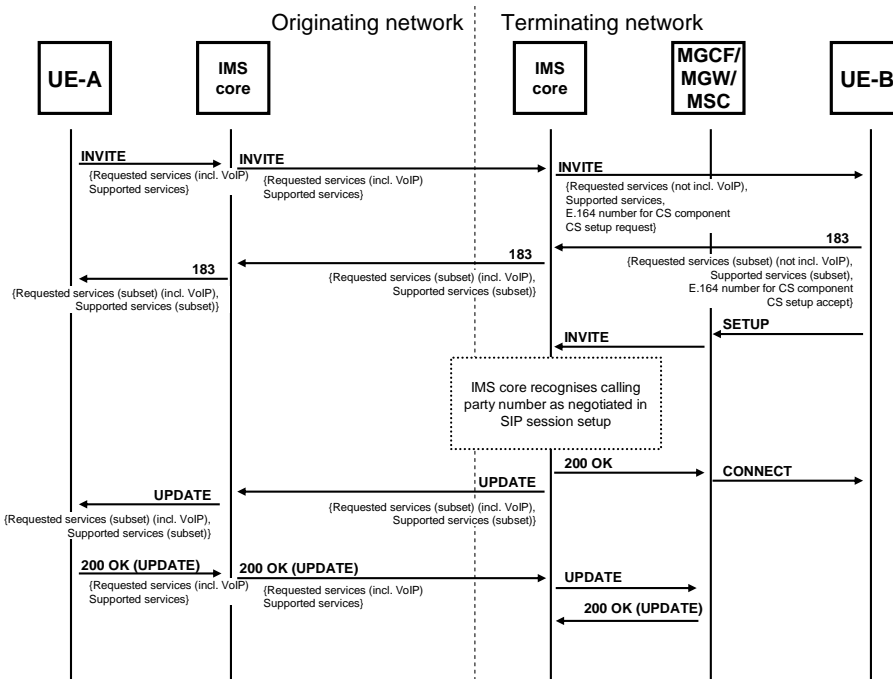 Originating network
Terminating network
UE-A
IMS
core
IMS
core
MGCF/
MGW/
MSC
UE-B
INVITE
{Requested services (incl. VoIP)
Supported services}
INVITE
{Requested services (incl. VoIP)
Supported services}
INVITE
{Requested services (not incl. VoIP),
Supported services,
E.164 number for CS component
CS setup request}
183
{Requested services (subset) (not incl. VoIP),
Supported services (subset),
E.164 number for CS component
CS setup accept}
183
{Requested services (subset) (incl. VoIP),
Supported services (subset)}
183
{Requested services (subset) (incl. VoIP),
Supported services (subset)}
SETUP
INVITE
IMS core recognises calling
party number as negotiated in
SIP session setup
200 OK
CONNECT
UPDATE
{Requested services (subset) (incl. VoIP),
Supported services (subset)}
UPDATE
{Requested services (subset) (incl. VoIP),
Supported services (subset)}
200 OK (UPDATE)
{Requested services (incl. VoIP)
Supported services}
200 OK (UPDATE)
{Requested services (incl. VoIP)
Supported services}
UPDATE
200 OK (UPDATE)